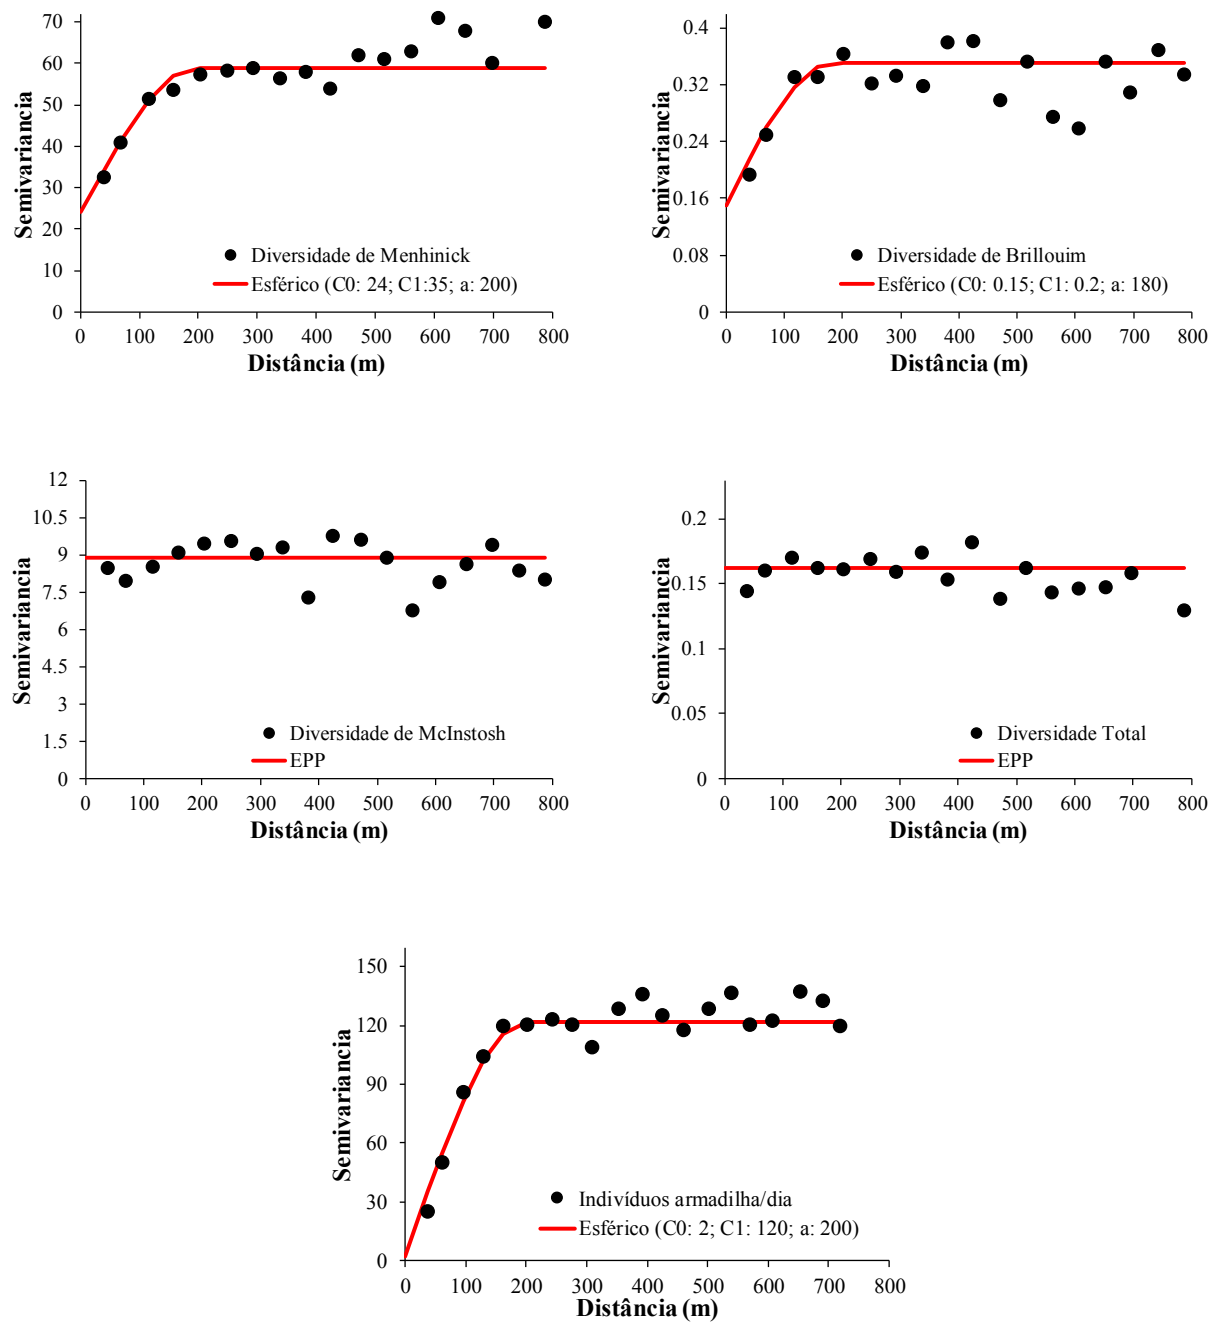 70
60
50
40
30
20
10
0
Semivariancia
Diversidade de Menhinick
Esférico (C0: 24; C1:35; a: 200)
0 100 200 300 400 500 600 700 800
Distância (m)
0.4
0.32
0.24
0.16
0.08
0
Semivariancia
Diversidade de Brillouim
Esférico (C0: 0.15; C1: 0.2; a: 180)
0 100 200 300 400 500 600 700 800
Distância (m)
12
10.5
9
7.5
6
4.5
3
1.5
0
Semivariancia
Diversidade de McInstosh
EPP
0 100 200 300 400 500 600 700 800
Distância (m)
0.2
0.15
0.1
0.05
0
Semivariancia
Diversidade Total
EPP
0 100 200 300 400 500 600 700 800
Distância (m)
150
120
90
60
30
0
Semivariancia
Indivíduos armadilha/dia
Esférico (C0: 2; C1: 120; a: 200)
0 100 200 300 400 500 600 700 800
Distância (m)